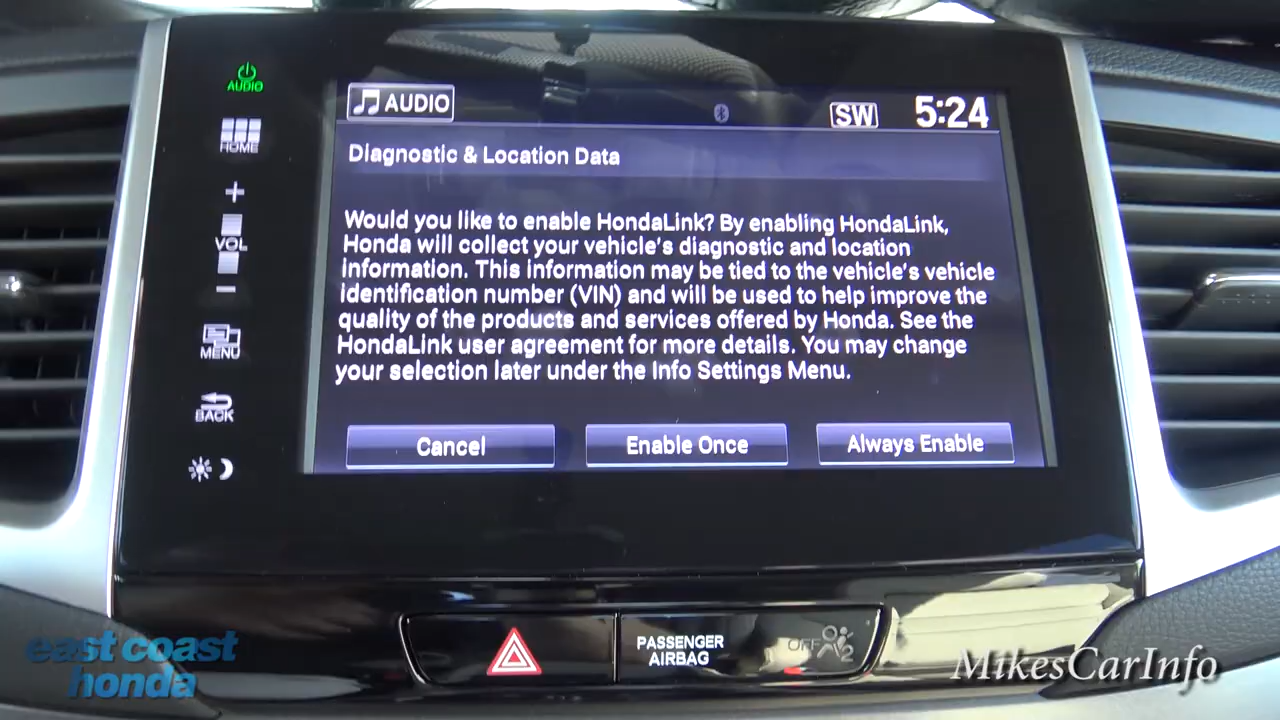 AUDIO
HOME
+
VOL
-
MENU
BACK
AUDIO
SW
5:24
Diagnostic & Location Data
Would you like to enable HondaLink? By enabling HondaLink,
Honda will collect your vehicle's diagnostic and location
information. This information may be tied to the vehicle's vehicle
identification number (VIN) and will be used to help improve the
quality of the products and services offered by Honda. See the
HondaLink user agreement for more details. You may change
your selection later under the Info Settings Menu.
Cancel
Enable Once
Always Enable
PASSENGER
AIRBAG
OFF
2
east coast
honda
MikesCarInfo